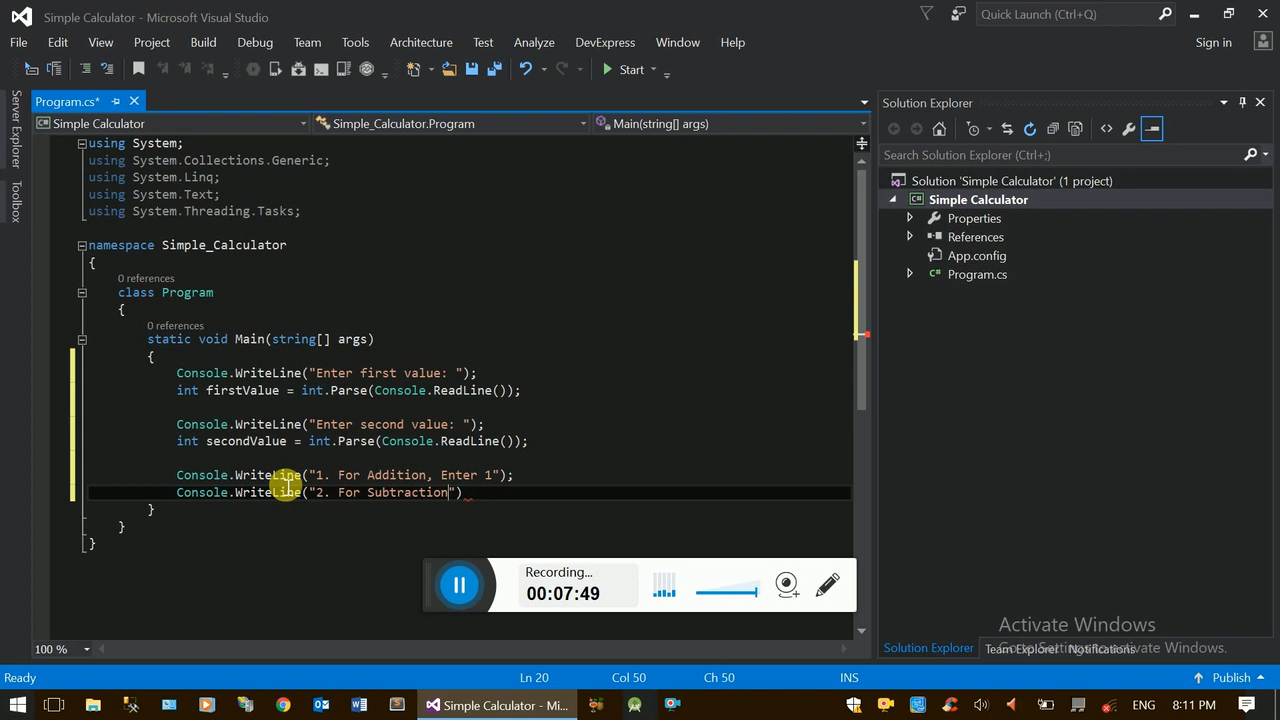 Simple Calculator - Microsoft Visual Studio
Quick Launch (Ctrl+Q)
File Edit View Project Build Debug Team Tools Architecture Test Analyze DevExpress Window Help
Sign in
Start
Server Explorer
Toolbox
Program.cs*
Simple Calculator
Simple_Calculator.Program
Main(string[] args)
using System;
using System.Collections.Generic;
using System.Linq;
using System.Text;
using System.Threading.Tasks;
namespace Simple_Calculator
{
0 references
class Program
{
0 references
static void Main(string[] args)
{
Console.WriteLine("Enter first value: ");
int firstValue = int.Parse(Console.ReadLine());
Console.WriteLine("Enter second value: ");
int secondValue = int.Parse(Console.ReadLine());
Console.WriteLine("1. For Addition, Enter 1");
Console.WriteLine("2. For Subtraction")
}
}
}
100 %
Recording...
00:07:49
Solution Explorer
Search Solution Explorer (Ctrl+;)
Solution 'Simple Calculator' (1 project)
Simple Calculator
Properties
References
App.config
C# Program.cs
Activate Windows
Go to Settings to activate Windows.
Solution Explorer Team Explorer Notifications
Ready
Ln 20
Col 50
Ch 50
INS
Publish
Simple Calculator - Mi...
ENG
8:11 PM